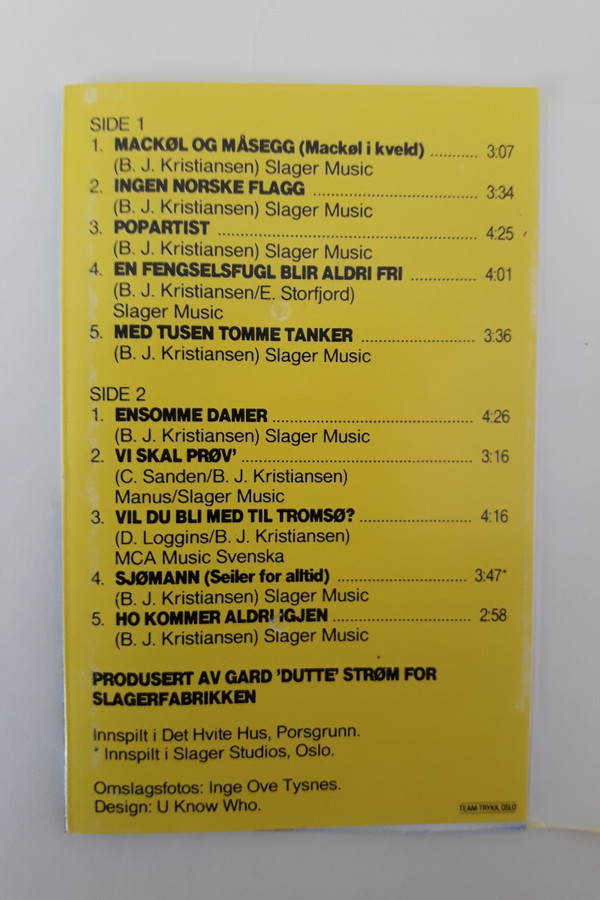 SIDE 1
1. MACKØL OG MÅSEGG (Mackøl i kveld) ........... 3:07
(B. J. Kristiansen) Slager Music
2. INGEN NORSKE FLAGG ........... 3:34
(B. J. Kristiansen) Slager Music
3. POPARTIST ........... 4:25
(B. J. Kristiansen) Slager Music
4. EN FENGSELSFUGL BLIR ALDRI FRI ........... 4:01
(B. J. Kristiansen/E. Storfjord)
Slager Music
5. MED TUSEN TOMME TANKER ........... 3:36
(B. J. Kristiansen) Slager Music
SIDE 2
1. ENSOMME DAMER ........... 4:26
(B. J. Kristiansen) Slager Music
2. VI SKAL PRØV' ........... 3:16
(C. Sanden/B. J. Kristiansen)
Manus/Slager Music
3. VIL DU BLI MED TIL TROMSØ? ........... 4:16
(D. Loggins/B. J. Kristiansen)
MCA Music Svenska
4. SJØMANN (Seiler for alltid) ........... 3:47*
(B. J. Kristiansen) Slager Music
5. HO KOMMER ALDRI IGJEN ........... 2:58
(B. J. Kristiansen) Slager Music
PRODUSERT AV GARD 'DUTTE' STRØM FOR
SLAGERFABRIKKEN
Innspilt i Det Hvite Hus, Porsgrunn.
* Innspilt i Slager Studios, Oslo.
Omslagsfotos: Inge Ove Tysnes.
Design: U Know Who.
TEAM-TRYKK, OSLO